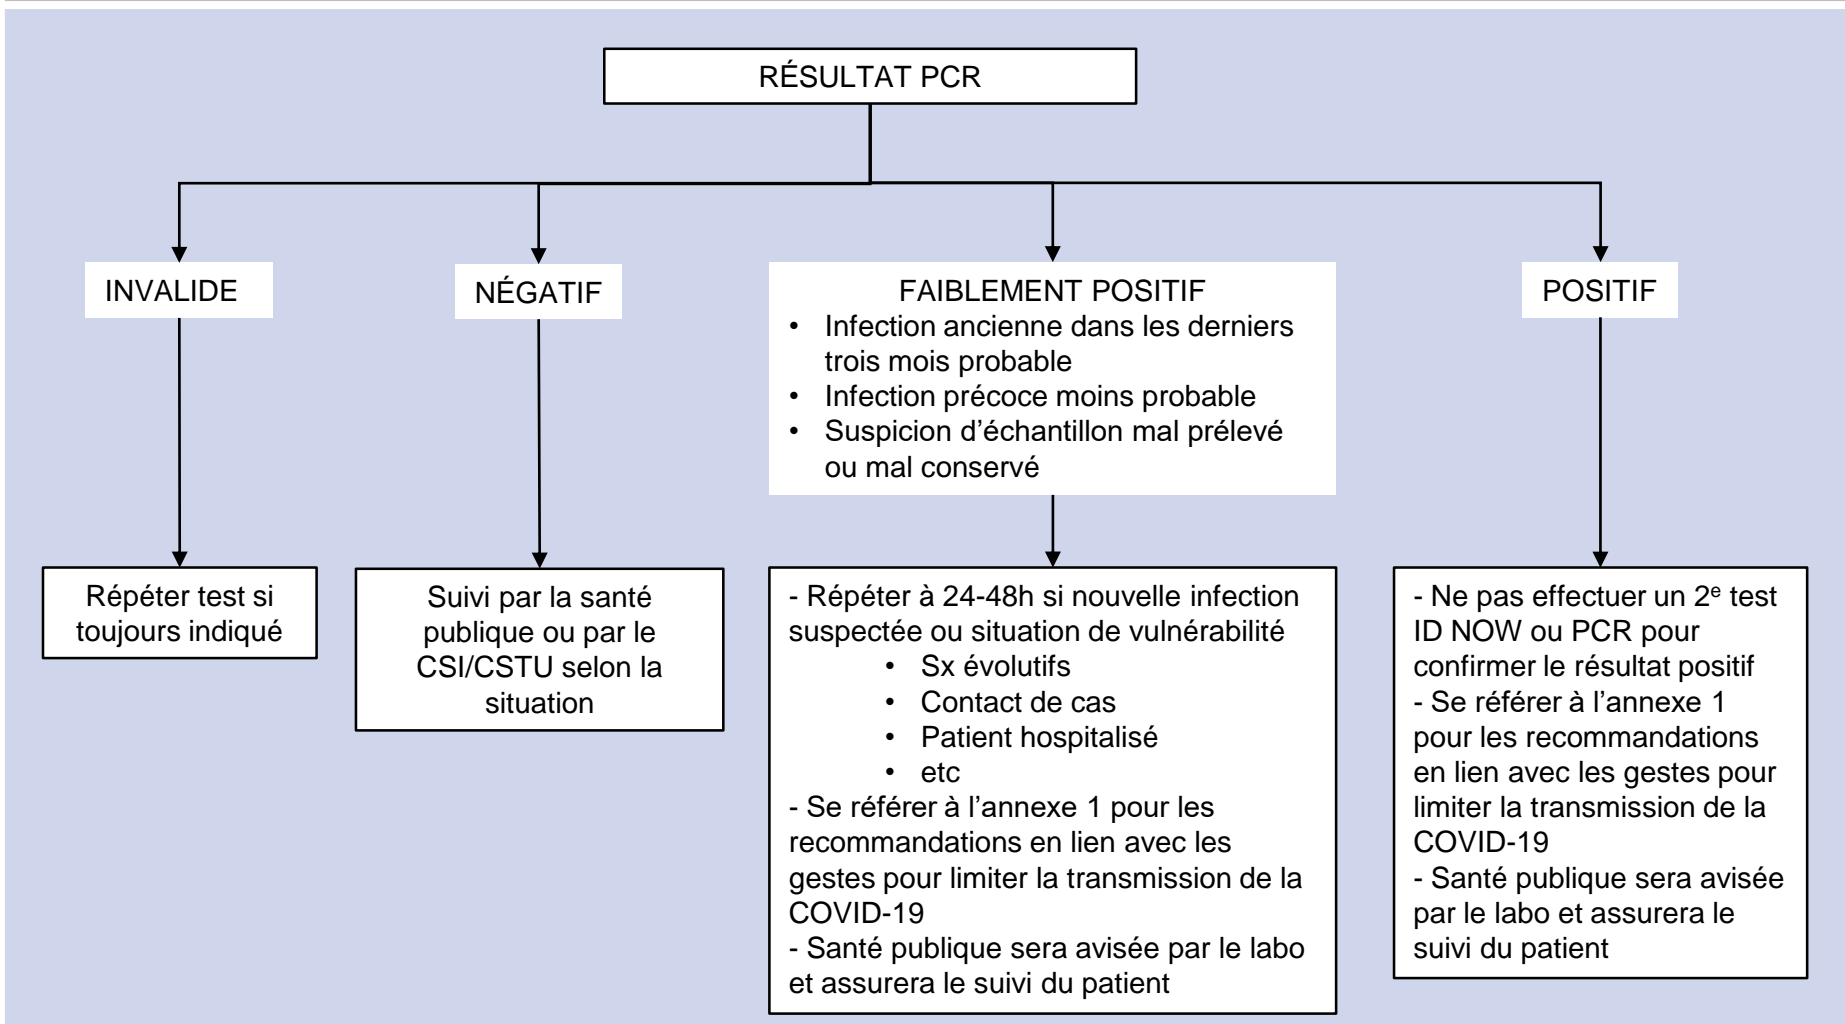 RÉSULTAT PCR
INVALIDE
NÉGATIF
FAIBLEMENT POSITIF
• Infection ancienne dans les derniers
trois mois probable
• Infection précoce moins probable
• Suspicion d’échantillon mal prélevé
ou mal conservé
POSITIF
Répéter test si
toujours indiqué
Suivi par la santé
publique ou par le
CSI/CSTU selon la
situation
- Répéter à 24-48h si nouvelle infection
suspectée ou situation de vulnérabilité
• Sx évolutifs
• Contact de cas
• Patient hospitalisé
• etc
- Se référer à l’annexe 1 pour les
recommandations en lien avec les
gestes pour limiter la transmission de la
COVID-19
- Santé publique sera avisée par le labo
et assurera le suivi du patient
- Ne pas effectuer un 2e test
ID NOW ou PCR pour
confirmer le résultat positif
- Se référer à l’annexe 1
pour les recommandations
en lien avec les gestes pour
limiter la transmission de la
COVID-19
- Santé publique sera avisée
par le labo et assurera le
suivi du patient